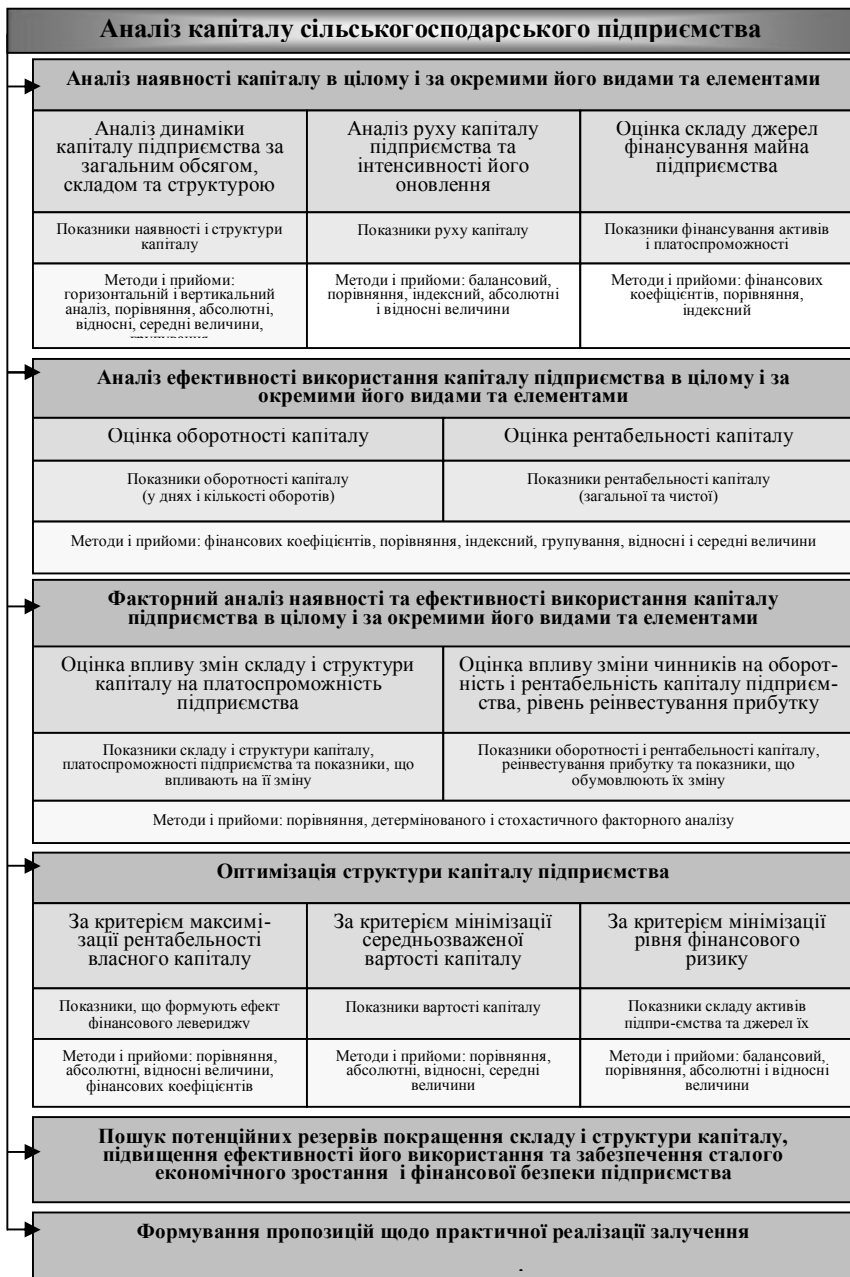 Аналіз капіталу сільськогосподарського підприємства
Аналіз наявності капіталу в цілому і за окремими його видами та елементами
Аналіз динаміки
капіталу підприємства за
загальним обсягом,
складом та структурою
Аналіз руху капіталу
підприємства та
інтенсивності його
оновлення
Оцінка складу джерел
фінансування майна
підприємства
Показники наявності і структури
капіталу
Показники руху капіталу
Показники фінансування активів
і платоспроможності
Методи і прийоми:
горизонтальній і вертикальний
аналіз, порівняння, абсолютні,
відносні, середні величини,
Методи і прийоми: балансовий,
порівняння, індексний, абсолютні
і відносні величини
Методи і прийоми: фінансових
коефіцієнтів, порівняння,
індексний
Аналіз ефективності використання капіталу підприємства в цілому і за
окремими його видами та елементами
Оцінка оборотності капіталу
Оцінка рентабельності капіталу
Показники оборотності капіталу
(у днях і кількості оборотів)
Показники рентабельності капіталу
(загальної та чистої)
Методи і прийоми: фінансових коефіцієнтів, порівняння, індексний, групування, відносні і середні величини
Факторний аналіз наявності та ефективності використання капіталу
підприємства в цілому і за окремими його видами та елементами
Оцінка впливу змін складу і структури
капіталу на платоспроможність
підприємства
Оцінка впливу зміни чинників на оборот-
ність і рентабельність капіталу підприєм-
ства, рівень реінвестування прибутку
Показники складу і структури капіталу,
платоспроможності підприємства та показники, що
впливають на її зміну
Показники оборотності і рентабельності капіталу,
реінвестування прибутку та показники, що
обумовлюють їх зміну
Методи і прийоми: порівняння, детермінованого і стохастичного факторного аналізу
Оптимізація структури капіталу підприємства
За критерієм максимі-
зації рентабельності
власного капіталу
За критерієм мінімізації
середньозваженої
вартості капіталу
За критерієм мінімізації
рівня фінансового
ризику
Показники, що формують ефект
фінансового левериджу
Показники вартості капіталу
Показники складу активів
підпри-ємства та джерел їх
Методи і прийоми: порівняння,
абсолютні, відносні величини,
фінансових коефіцієнтів
Методи і прийоми: порівняння,
абсолютні, відносні, середні
величини
Методи і прийоми: балансовий,
порівняння, абсолютні і відносні
величини
Пошук потенційних резервів покращення складу і структури капіталу,
підвищення ефективності його використання та забезпечення сталого
економічного зростання і фінансової безпеки підприємства
Формування пропозицій щодо практичної реалізації залучення